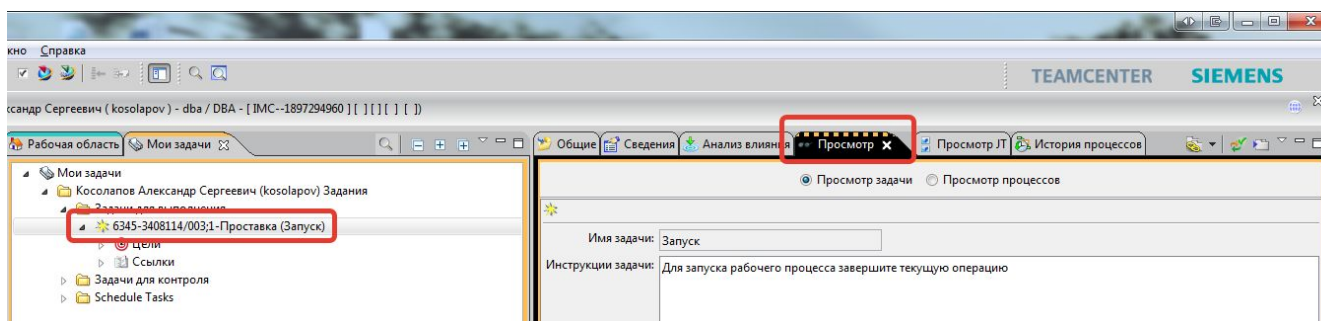 кно Справка
TEAMCENTER SIEMENS
ксандр Сергеевич ( kosolapov ) - dba / DBA - [ IMC--1897294960 ] [ ] [ ] [ ] [ ])
Рабочая область Мои задачи
Общие Сведения Анализ влияния Просмотр Просмотр JT История процессов
Мои задачи
Косолапов Александр Сергеевич (kosolapov) Задания
Задачи для выполнения
6345-3408114/003;1-Проставка (Запуск)
Цели
Ссылки
Задачи для контроля
Schedule Tasks
Просмотр задачи Просмотр процессов
Имя задачи: Запуск
Инструкции задачи: Для запуска рабочего процесса завершите текущую операцию